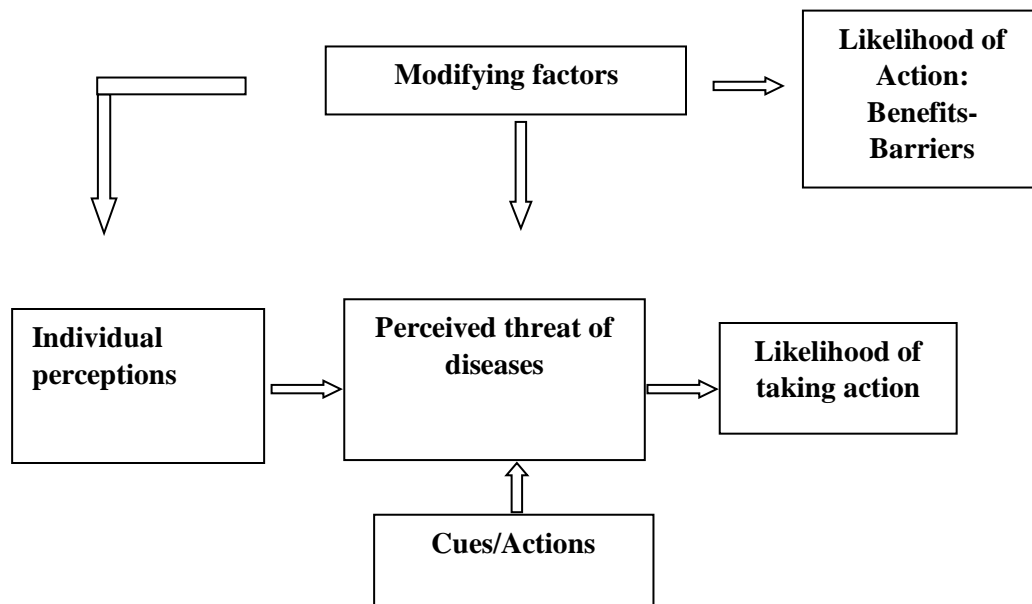 Modifying factors
Likelihood of
Action:
Benefits-
Barriers
Individual
perceptions
Perceived threat of
diseases
Likelihood of
taking action
Cues/Actions